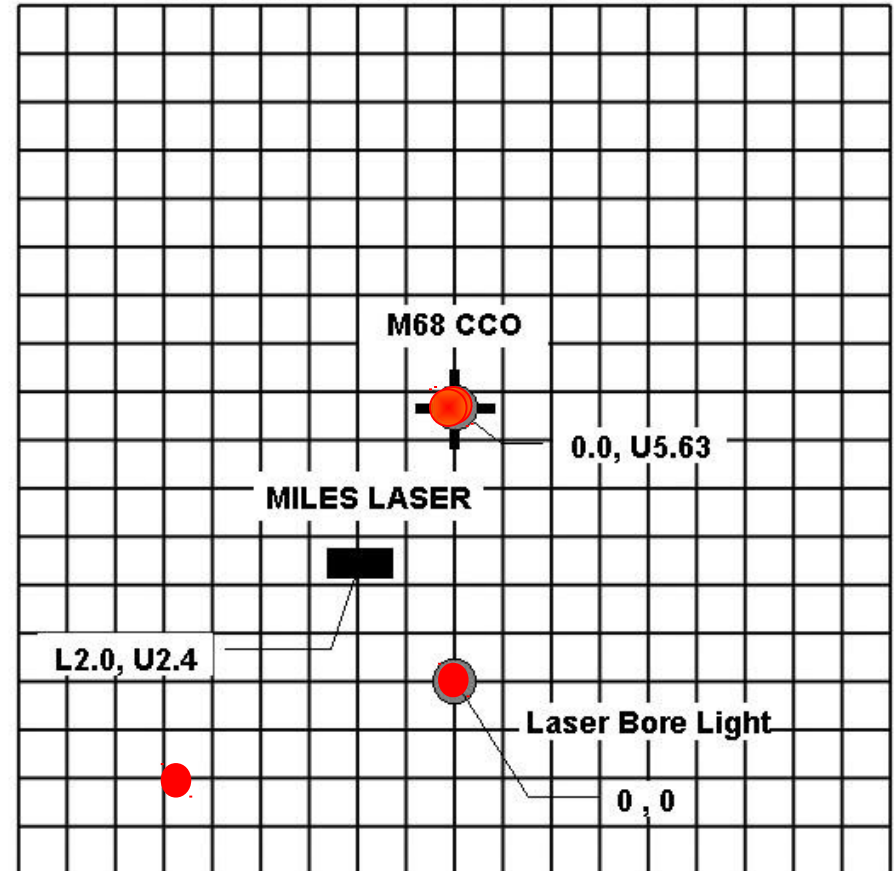 M68 CCO
0.0, U5.63
MILES LASER
L2.0, U2.4
Laser Bore Light
0 , 0